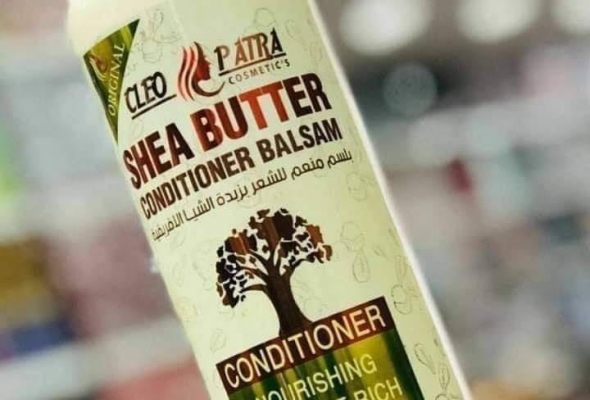 ORIGINAL
CLEO PATRA
COSMETIC'S
SHEA BUTTER
CONDITIONER BALSAM
بلسم منعم للشعر بزبدة الشيا الأفريقية
CONDITIONER
NOURISHING
RICH